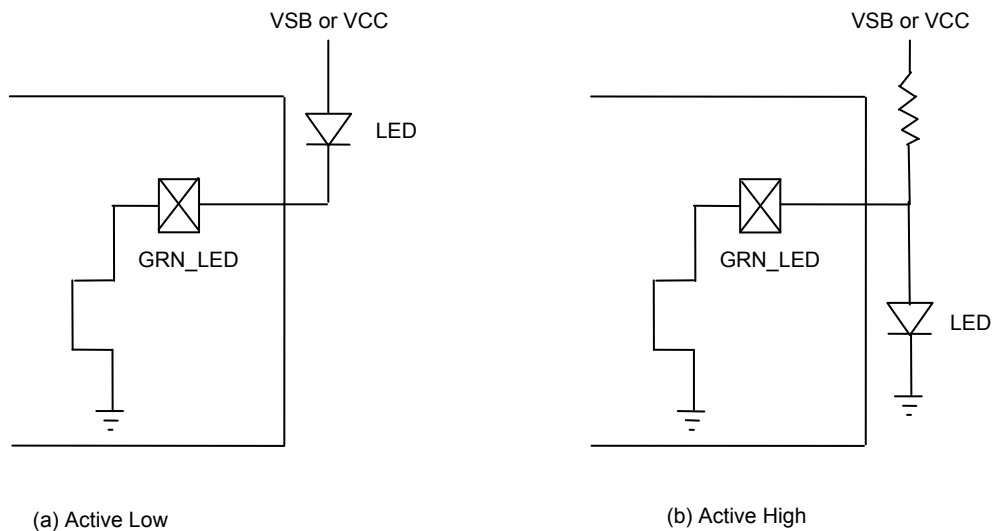 VSB or VCC
VSB or VCC
LED
GRN_LED
GRN_LED
LED
(a) Active Low
(b) Active High